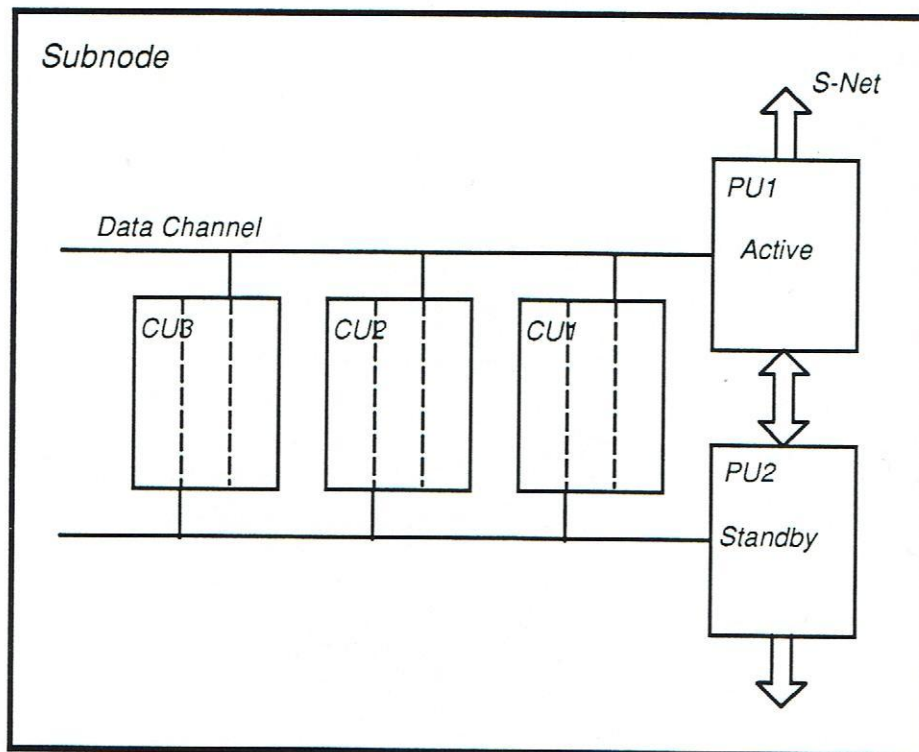 Subnode
S-Net
PU1
Active
Data Channel
CU3
CU2
CU1
PU2
Standby